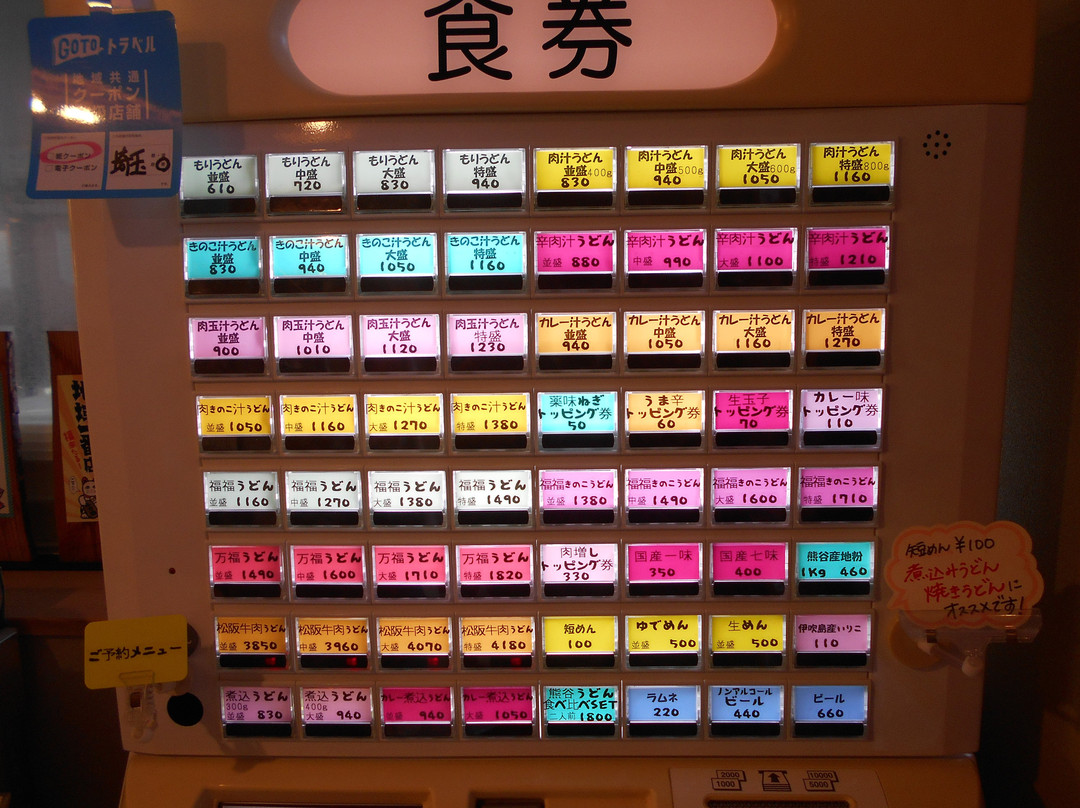 食券
GOTOトラベル
地域共通
クーポン
店舗
紙クーポン
電子クーポン
埼玉
もりうどん
並盛
610
もりうどん
中盛
720
もりうどん
大盛
830
もりうどん
特盛
940
肉汁うどん
並盛400g
830
肉汁うどん
中盛500g
940
肉汁うどん
大盛600g
1050
肉汁うどん
特盛800g
1160
きのこ汁うどん
並盛
830
きのこ汁うどん
中盛
940
きのこ汁うどん
大盛
1050
きのこ汁うどん
特盛
1160
辛肉汁うどん
並盛 880
辛肉汁うどん
中盛 990
辛肉汁うどん
大盛 1100
辛肉汁うどん
特盛 1210
肉玉汁うどん
並盛
900
肉玉汁うどん
中盛
1010
肉玉汁うどん
大盛
1120
肉玉汁うどん
特盛
1230
カレー汁うどん
並盛
940
カレー汁うどん
中盛
1050
カレー汁うどん
大盛
1160
カレー汁うどん
特盛
1270
肉きのこ汁うどん
並盛 1050
肉きのこ汁うどん
中盛 1160
肉きのこ汁うどん
大盛 1270
肉きのこ汁うどん
特盛 1380
薬味ねぎ
トッピング券
50
うま辛
トッピング券
60
生玉子
トッピング券
70
カレー味
トッピング券
110
福福うどん
並盛 1160
福福うどん
中盛 1270
福福うどん
大盛 1380
福福うどん
特盛 1490
福福きのこうどん
並盛 1380
福福きのこうどん
中盛 1490
福福きのこうどん
大盛 1600
福福きのこうどん
特盛 1710
万福うどん
並盛 1490
万福うどん
中盛 1600
万福うどん
大盛 1710
万福うどん
特盛 1820
肉増し
トッピング券
330
国産一味
350
国産七味
400
熊谷産地粉
1Kg 460
松阪牛肉うどん
並盛 3850
松阪牛肉うどん
中盛 3960
松阪牛肉うどん
大盛 4070
松阪牛肉うどん
特盛 4180
短めん
100
ゆでめん
並盛 500
生めん
並盛 500
伊吹島産いりこ
110
煮込うどん
300g
並盛 830
煮込うどん
400g
大盛 940
カレー煮込うどん
並盛 940
カレー煮込うどん
大盛 1050
熊谷うどん
食べ比べSET
二人前 1800
ラムネ
220
ノンアルコール
ビール
440
ビール
660
短めん ¥100
煮込みうどん
焼きうどんに
オススメです!
ご予約メニュー
2000
1000
10000
5000